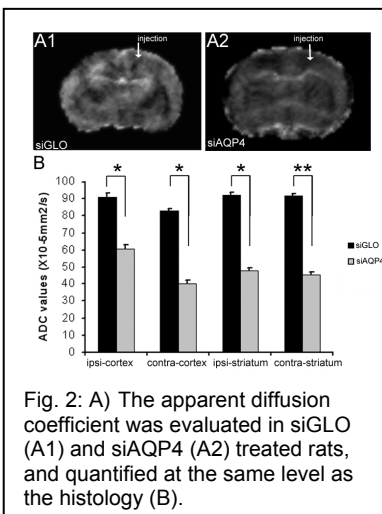 A1
injection
siGLO
A2
injection
siAQP4
B
* * * **
100
90
80
70
60
50
40
30
20
10
0
ADC values (X10-5mm2/s)
siGLO
siAQP4
ipsi-cortex contra-cortex ipsi-striatum contra-striatum
Fig. 2: A) The apparent diffusion
coefficient was evaluated in siGLO
(A1) and siAQP4 (A2) treated rats,
and quantified at the same level as
the histology (B).